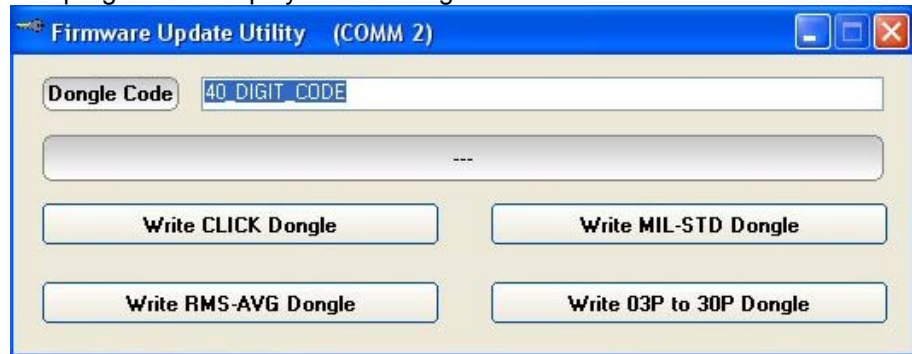 Firmware Update Utility (COMM 2)
Dongle Code 40_DIGIT_CODE
---
Write CLICK Dongle Write MIL-STD Dongle
Write RMS-AVG Dongle Write 03P to 30P Dongle